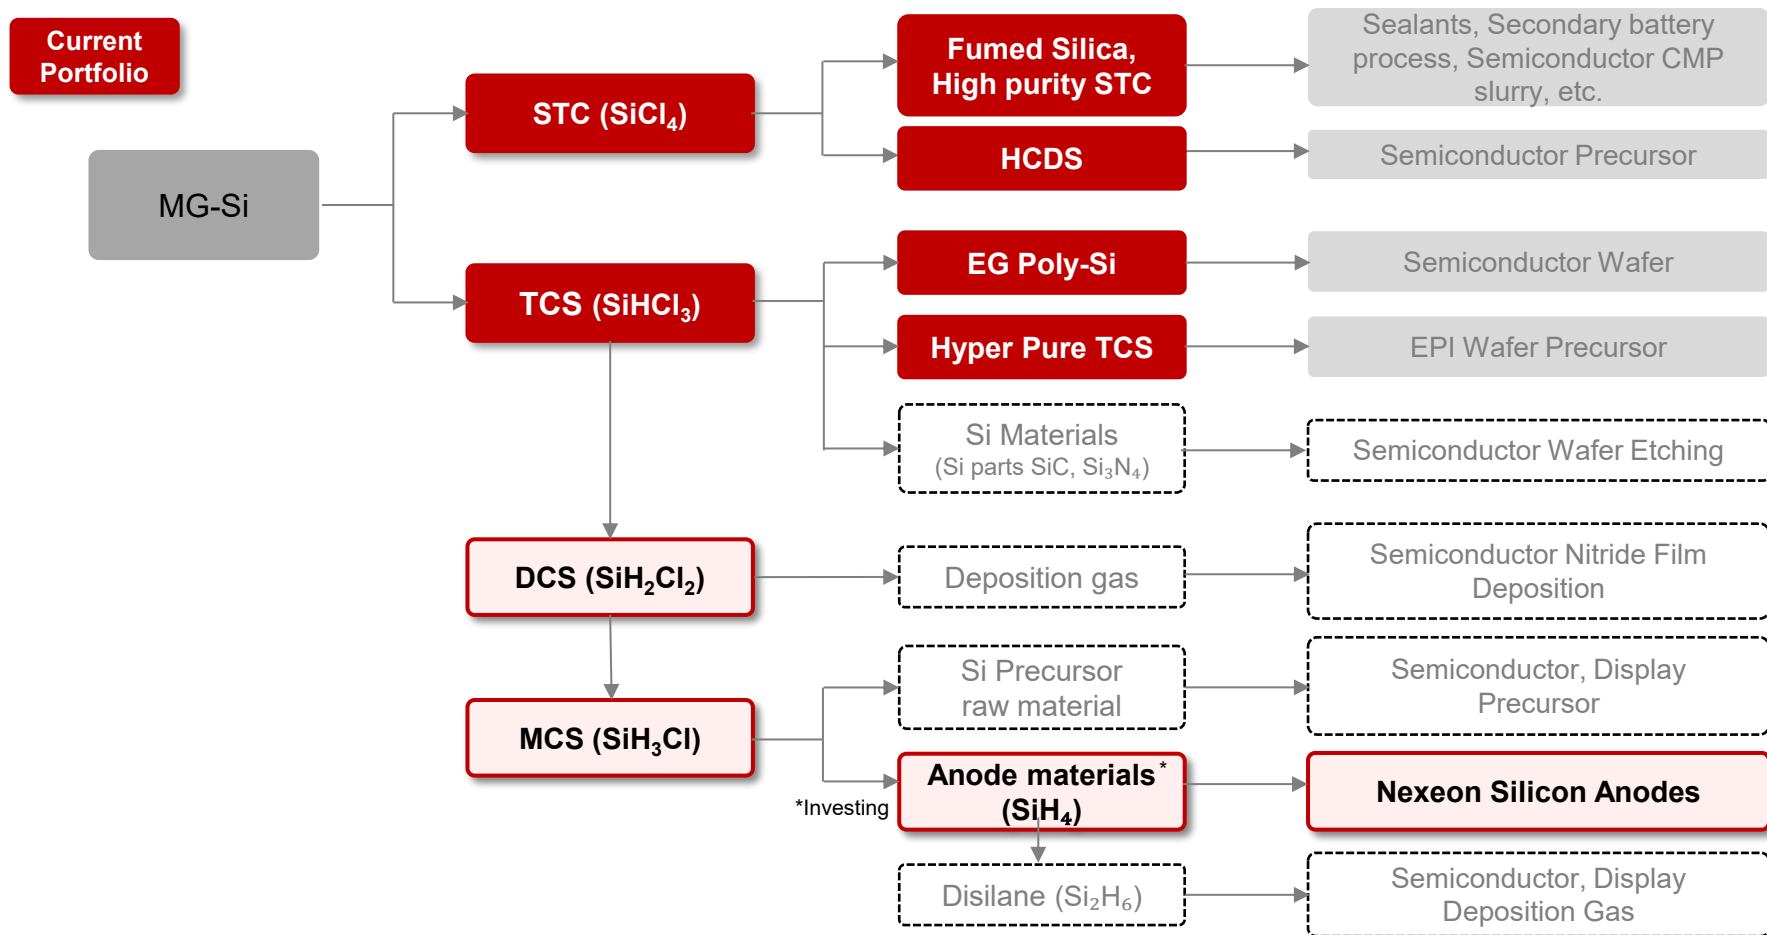 Current
Portfolio
MG-Si
STC (SiCl₄)
Fumed Silica,
High purity STC
Sealants, Secondary battery
process, Semiconductor CMP
slurry, etc.
HCDS
Semiconductor Precursor
TCS (SiHCl₃)
EG Poly-Si
Semiconductor Wafer
Hyper Pure TCS
EPI Wafer Precursor
Si Materials
(Si parts SiC, Si₃N₄)
Semiconductor Wafer Etching
DCS (SiH₂Cl₂)
Deposition gas
Semiconductor Nitride Film
Deposition
MCS (SiH₃Cl)
Si Precursor
raw material
Semiconductor, Display
Precursor
*Investing
Anode materials*
(SiH₄)
Nexeon Silicon Anodes
Disilane (Si₂H₆)
Semiconductor, Display
Deposition Gas